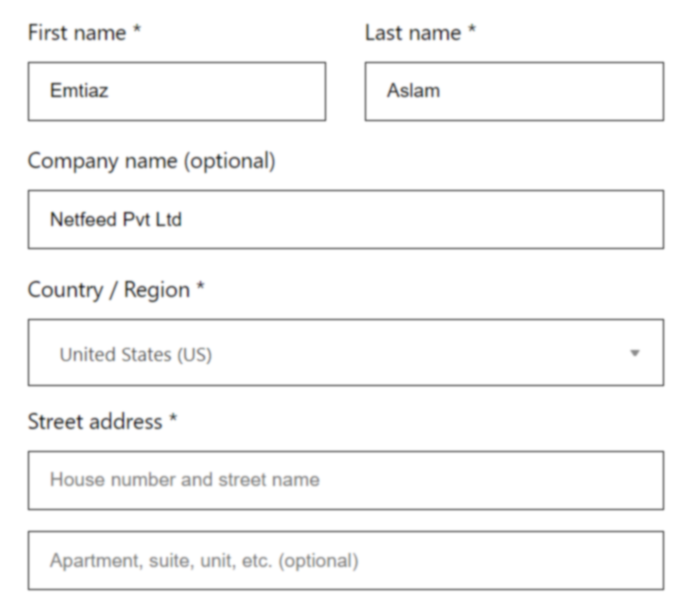 First name * Last name *
Emtiaz Aslam
Company name (optional)
Netfeed Pvt Ltd
Country / Region *
United States (US)
Street address *
House number and street name
Apartment, suite, unit, etc. (optional)